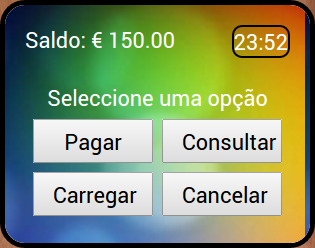 Saldo: € 150.00 23:52
Seleccione uma opção
Pagar Consultar
Carregar Cancelar